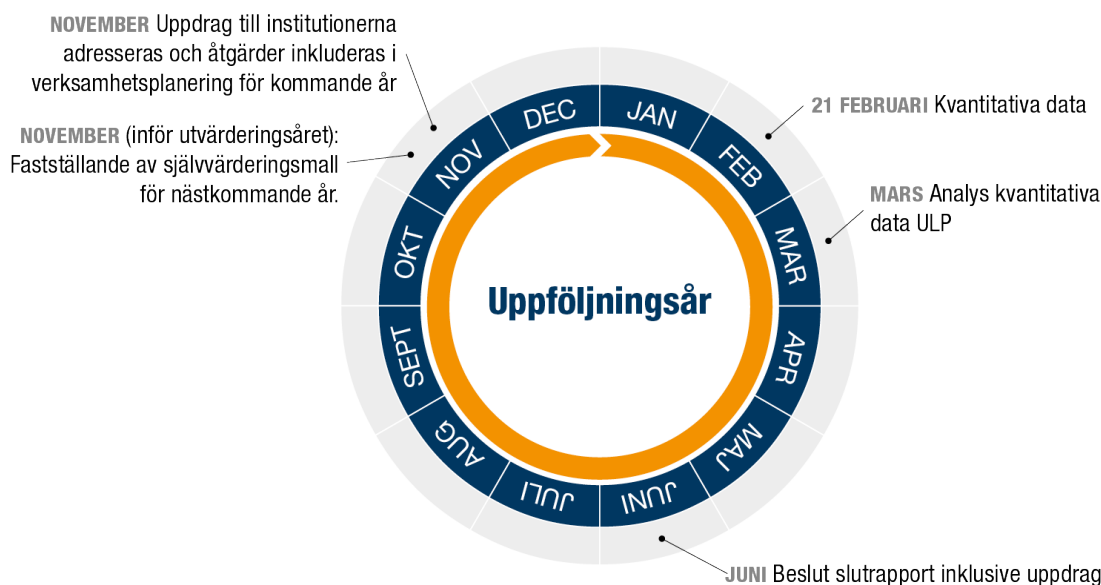 NOVEMBER Uppdrag till institutionerna
adresseras och åtgärder inkluderas i
verksamhetsplanering för kommande år
NOVEMBER (inför utvärderingsåret):
Fastställande av självvärderingsmall
för nästkommande år.
21 FEBRUARI Kvantitativa data
MARS Analys kvantitativa
data ULP
JUNI Beslut slutrapport inklusive uppdrag
Uppföljningsår
JAN
FEB
MAR
APR
MAJ
JUNI
JULI
AUG
SEPT
OKT
NOV
DEC